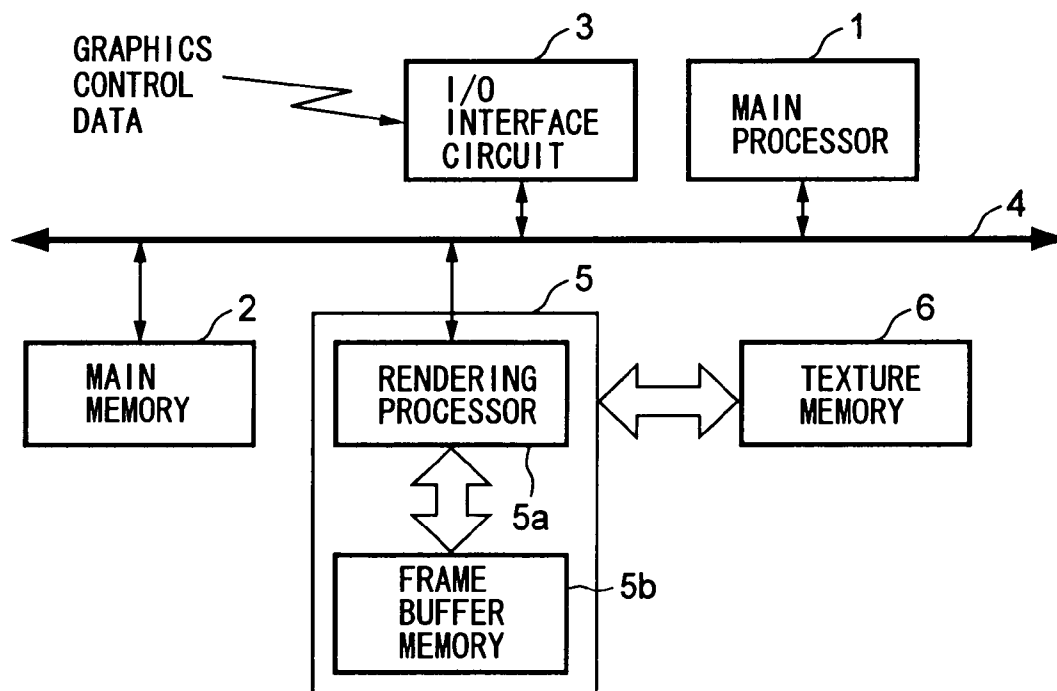 GRAPHICS
CONTROL
DATA
3
I/O
INTERFACE
CIRCUIT
1
MAIN
PROCESSOR
4
2
MAIN
MEMORY
5
RENDERING
PROCESSOR
5a
6
TEXTURE
MEMORY
FRAME
BUFFER
MEMORY
5b